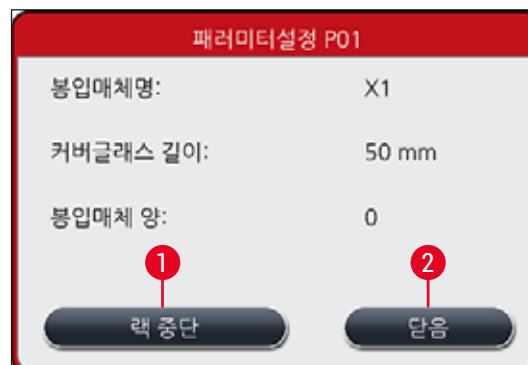 패러미터설정 P01
봉입매체명: X1
커버글래스 길이: 50 mm
봉입매체 양: 0
1 2
랙 중단 닫음